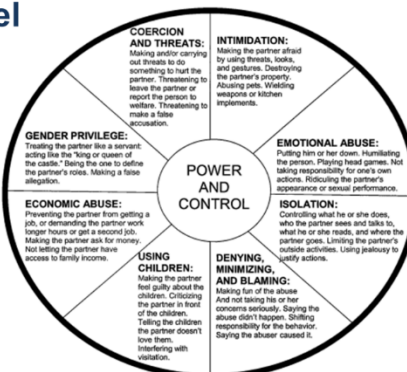 el
COERCION
AND THREATS:
Making and/or carrying
out threats to do
something to hurt the
partner. Threatening to
leave the partner or
report the person to
welfare. Threatening to
make a false
accusation.
INTIMIDATION:
Making the partner afraid
by using threats, looks,
and gestures. Destroying
the partner's property.
Abusing pets. Wielding
weapons or kitchen
implements.
GENDER PRIVILEGE:
Treating the partner like a servant:
acting like the "king or queen of
the castle." Being the one to define
the partner's roles. Making a false
allegation.
EMOTIONAL ABUSE:
Putting him or her down. Humiliating
the person. Playing head games. Not
taking responsibility for one's own
actions. Ridiculing the partner's
appearance or sexual performance.
POWER
AND
CONTROL
ECONOMIC ABUSE:
Preventing the partner from getting a
job, or demanding the partner work
longer hours or get a second job.
Making the partner ask for money.
Not letting the partner have
access to family income.
ISOLATION:
Controlling what he or she does,
who the partner sees and talks to,
what he or she reads, and where the
partner goes. Limiting the partner's
outside activities. Using jealousy to
justify actions.
USING
CHILDREN:
Making the partner
feel guilty about the
children. Criticizing
the partner in front
of the children.
Telling the children
the partner doesn't
love them.
Interfering with
visitation.
DENYING,
MINIMIZING,
AND BLAMING:
Making fun of the abuse
And not taking his or her
concerns seriously. Saying the
abuse didn't happen. Shifting
responsibility for the behavior.
Saying the abuser caused it.